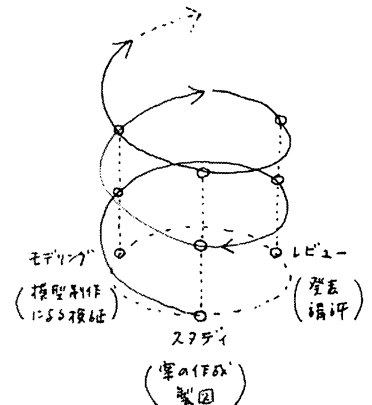 モデリング
(模型制作
による検証)
レビュー
(発表
講評)
スタディ
(案の作成
製図)